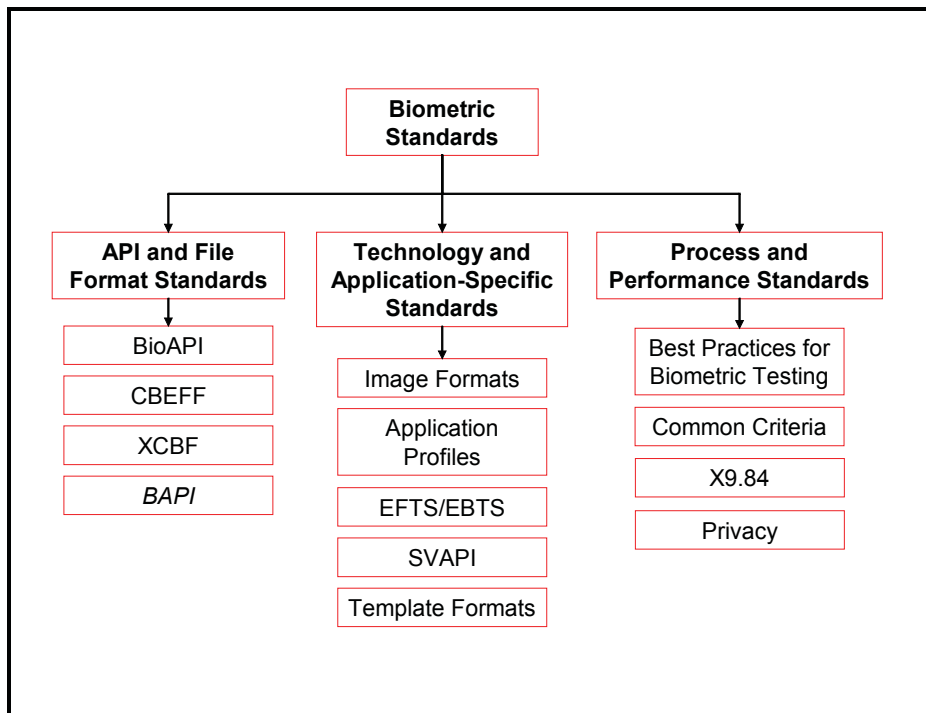 Biometric
Standards
API and File
Format Standards
BioAPI
CBEFF
XCBF
BAPI
Technology and
Application-Specific
Standards
Image Formats
Application
Profiles
EFTS/EBTS
SVAPI
Template Formats
Process and
Performance Standards
Best Practices for
Biometric Testing
Common Criteria
X9.84
Privacy